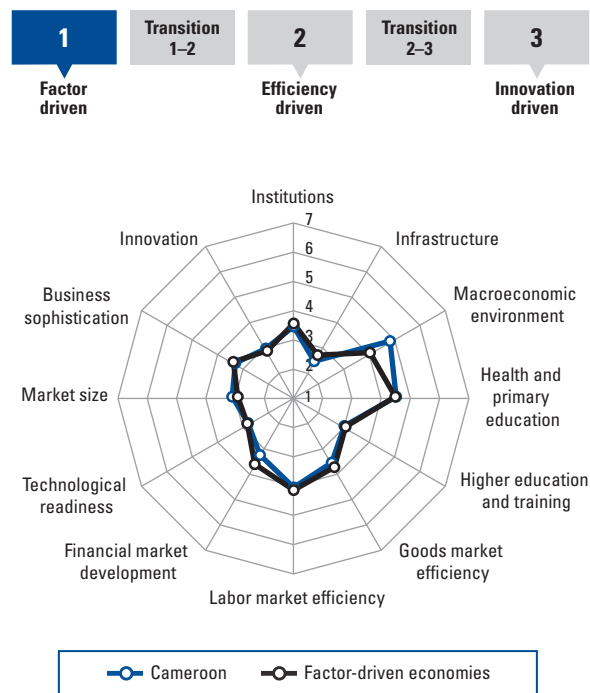 1
Transition
1–2
2
Transition
2–3
3
Factor
driven
Efficiency
driven
Innovation
driven
Institutions
7
Innovation
6
Infrastructure
5
Business
sophistication
Macroeconomic
environment
4
3
2
Market size
1
Health and
primary
education
Technological
readiness
Higher education
and training
Financial market
development
Goods market
efficiency
Labor market efficiency
Cameroon
Factor-driven economies